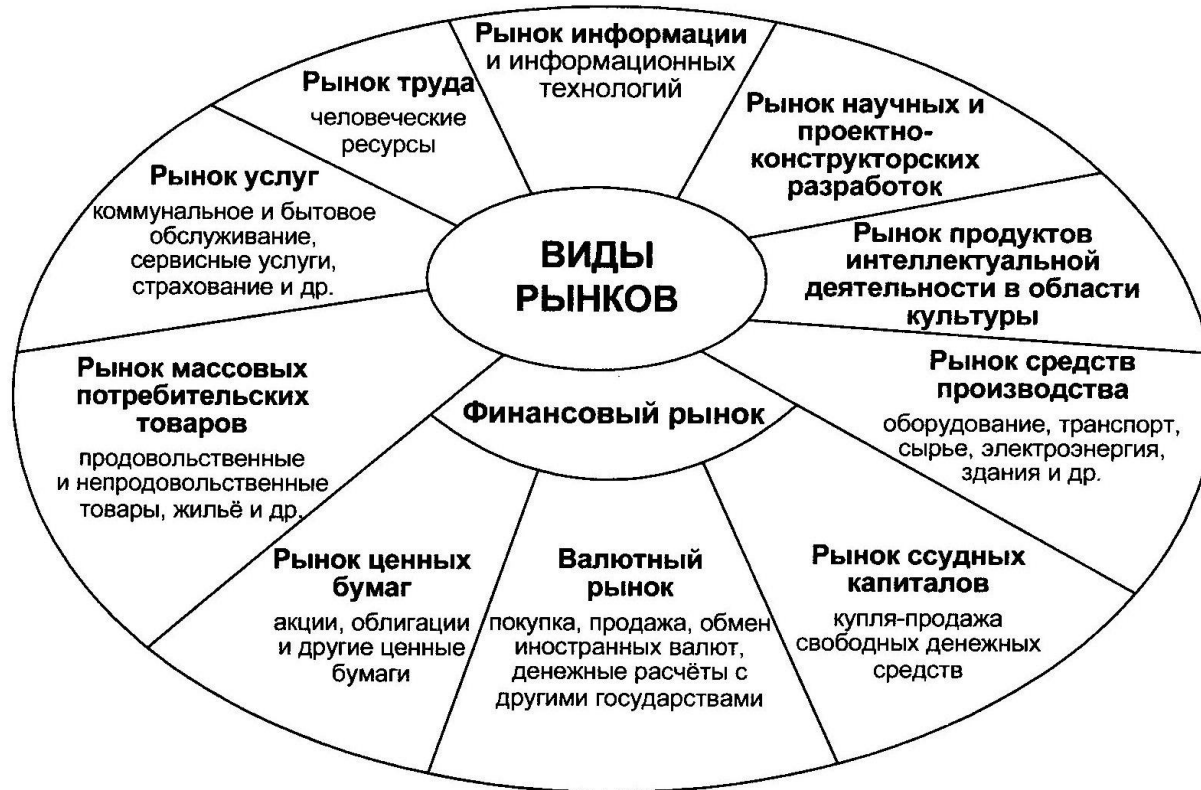 ВИДЫ
РЫНКОВ
Рынок информации
и информационных
технологий
Рынок научных и
проектно-
конструкторских
разработок
Рынок продуктов
интеллектуальной
деятельности в области
культуры
Рынок средств
производства
оборудование, транспорт,
сырье, электроэнергия,
здания и др.
Финансовый рынок
Рынок ссудных
капиталов
купля-продажа
свободных денежных
средств
Валютный
рынок
покупка, продажа, обмен
иностранных валют,
денежные расчёты с
другими государствами
Рынок ценных
бумаг
акции, облигации
и другие ценные
бумаги
Рынок массовых
потребительских
товаров
продовольственные
и непродовольственные
товары, жильё и др.
Рынок услуг
коммунальное и бытовое
обслуживание,
сервисные услуги,
страхование и др.
Рынок труда
человеческие
ресурсы